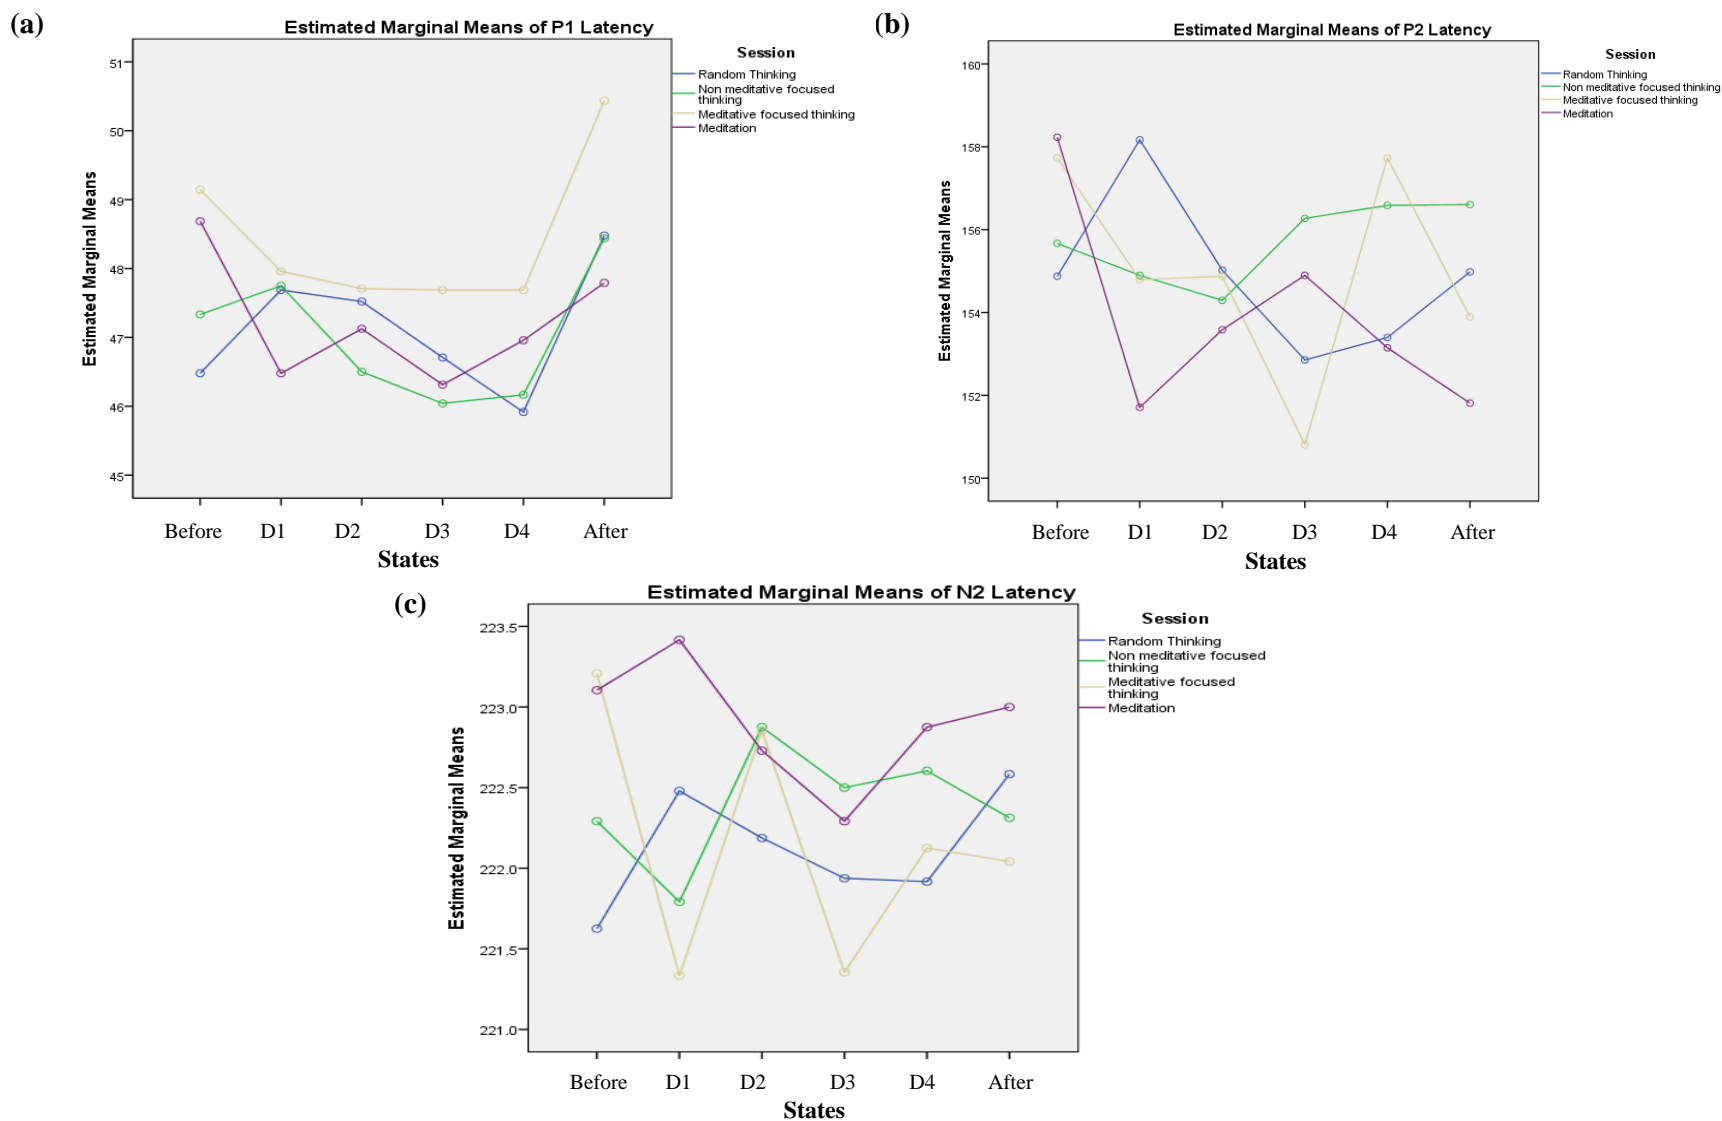 (a)
Estimated Marginal Means of P1 Latency
Session
Random Thinking
Non meditative focused
thinking
Meditative focused thinking
Meditation
Estimated Marginal Means
51
50
49
48
47
46
45
Before D1 D2 D3 D4 After
States
(b)
Estimated Marginal Means of P2 Latency
Session
Random Thinking
Non meditative focused thinking
Meditative focused thinking
Meditation
Estimated Marginal Means
160
158
156
154
152
150
Before D1 D2 D3 D4 After
States
(c)
Estimated Marginal Means of N2 Latency
Session
Random Thinking
Non meditative focused
thinking
Meditative focused
thinking
Meditation
Estimated Marginal Means
223.5
223.0
222.5
222.0
221.5
221.0
Before D1 D2 D3 D4 After
States